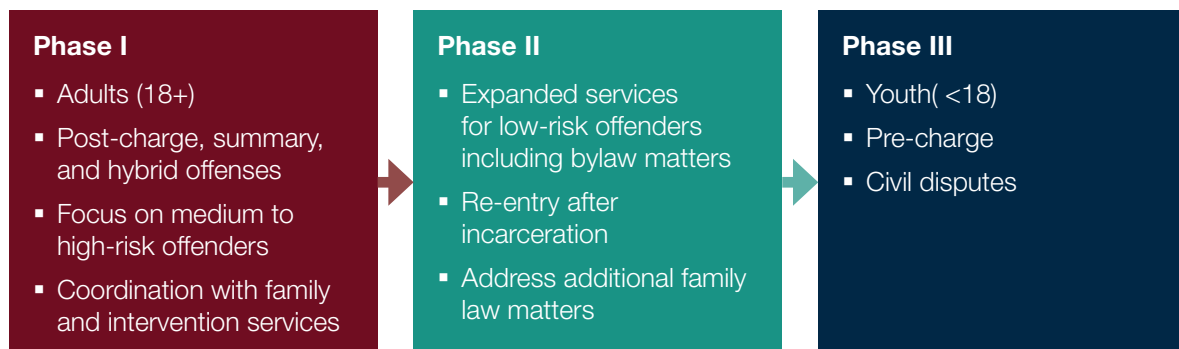 Phase I
▪ Adults (18+)
▪ Post-charge, summary,
and hybrid offenses
▪ Focus on medium to
high-risk offenders
▪ Coordination with family
and intervention services
Phase II
▪ Expanded services
for low-risk offenders
including bylaw matters
▪ Re-entry after
incarceration
▪ Address additional family
law matters
Phase III
▪ Youth( <18)
▪ Pre-charge
▪ Civil disputes